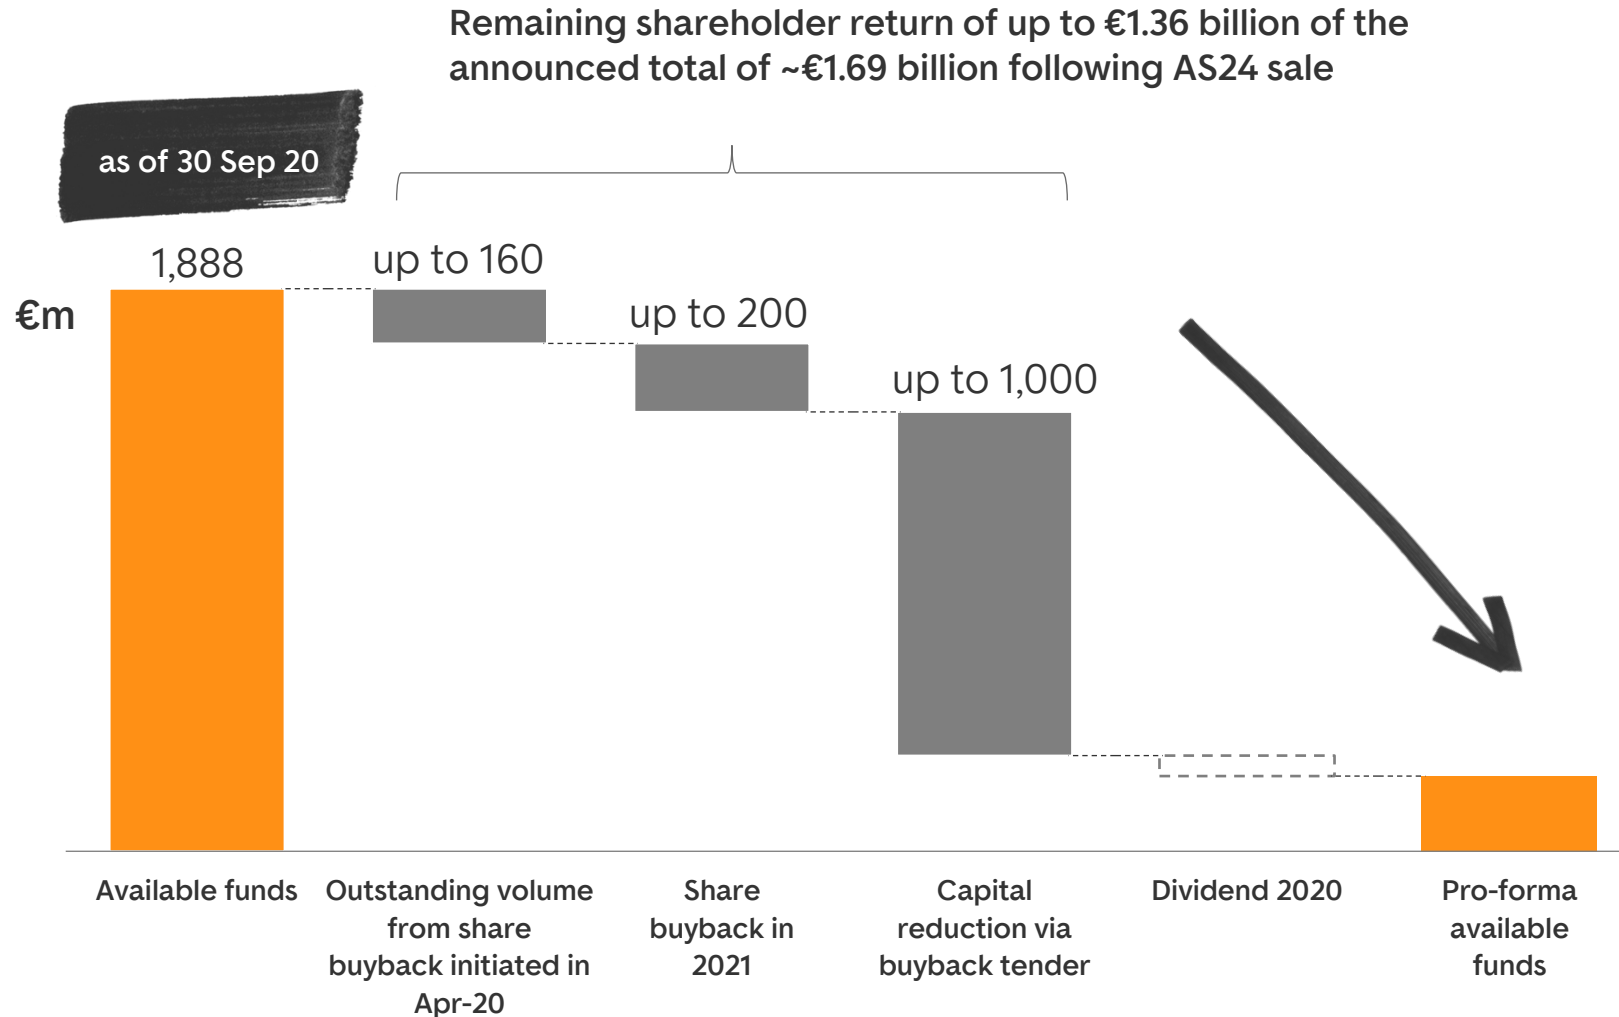 Remaining shareholder return of up to €1.36 billion of the
announced total of ~€1.69 billion following AS24 sale
as of 30 Sep 20
€m
1,888
up to 160
up to 200
up to 1,000
Available funds
Outstanding volume
from share
buyback initiated in
Apr-20
Share
buyback in
2021
Capital
reduction via
buyback tender
Dividend 2020
Pro-forma
available
funds